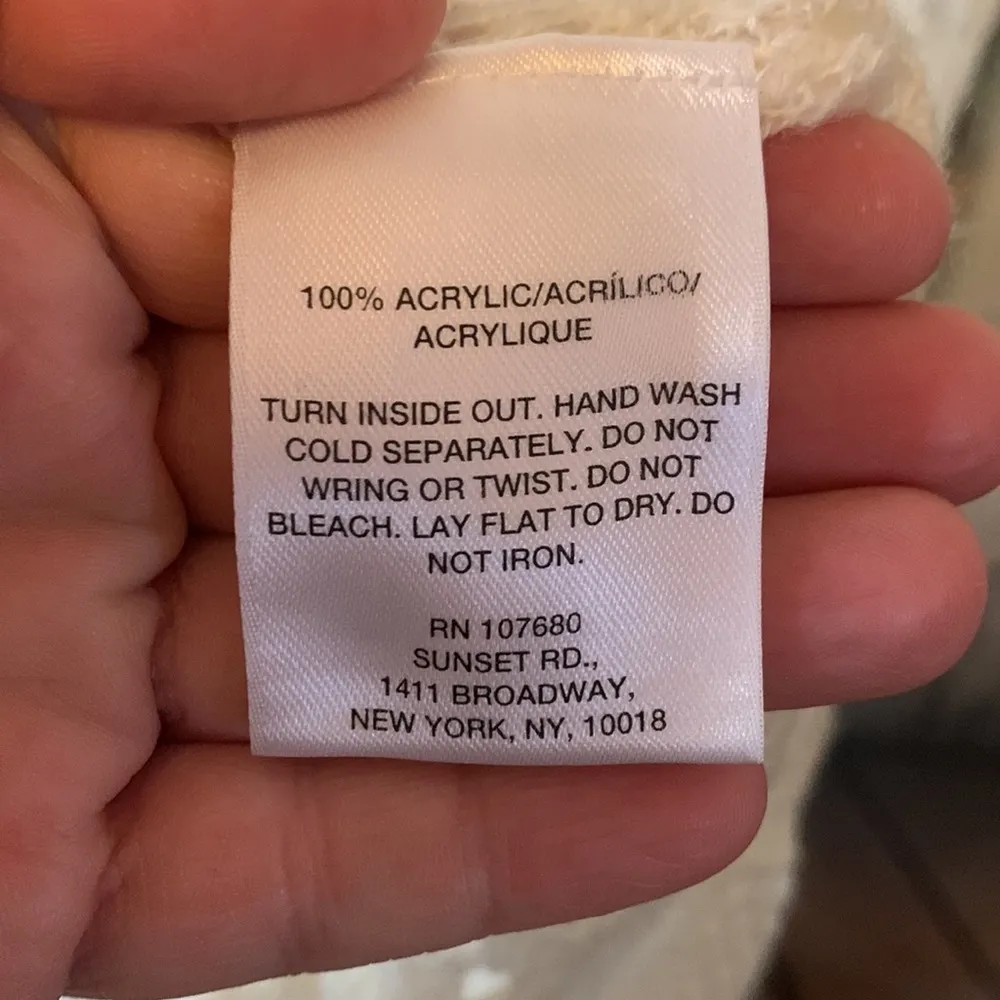 100% ACRYLIC/ACRÍLICO/
ACRYLIQUE
TURN INSIDE OUT. HAND WASH
COLD SEPARATELY. DO NOT
WRING OR TWIST. DO NOT
BLEACH. LAY FLAT TO DRY. DO
NOT IRON.
RN 107680
SUNSET RD.,
1411 BROADWAY,
NEW YORK, NY, 10018